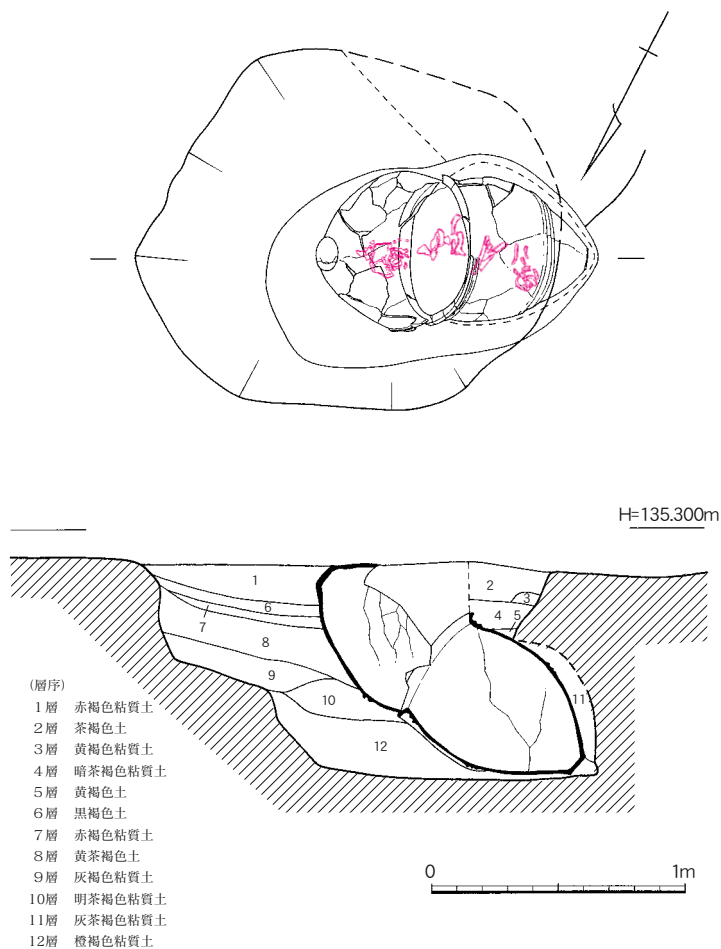 H=135.300m
1
2
3
6
4 5
7
8
9
10
11
12
(層序)
1層 赤褐色粘質土
2層 茶褐色土
3層 黄褐色粘質土
4層 暗茶褐色粘質土
5層 黄褐色土
6層 黒褐色土
7層 赤褐色粘質土
8層 黄茶褐色土
9層 灰褐色粘質土
10層 明茶褐色粘質土
11層 灰茶褐色粘質土
12層 橙褐色粘質土
0 1m